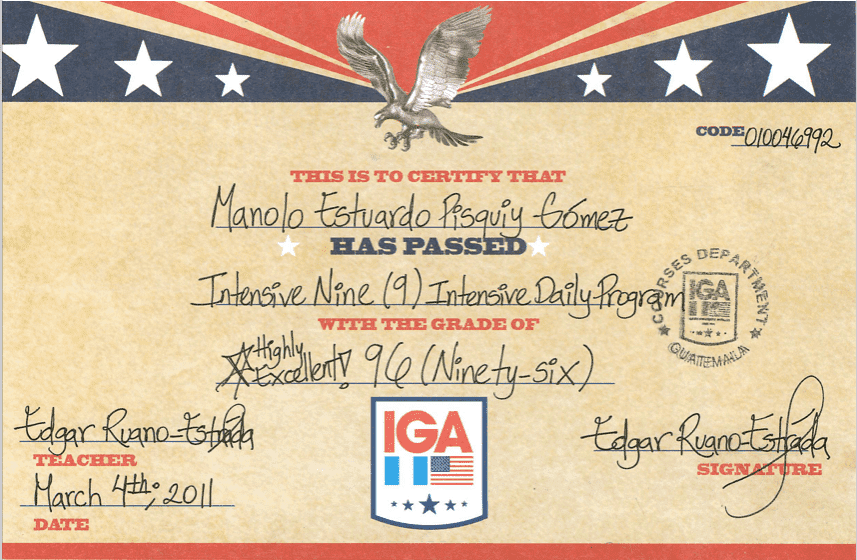 CODE 010046992
THIS IS TO CERTIFY THAT
Manolo Estuardo Pisquiy Gómez
HAS PASSED
Intensive Nine (9) Intensive Daily Program
WITH THE GRADE OF
Highly Excellent! 96 (Ninety-six)
COURSES DEPARTMENT
IGA
GUATEMALA
Edgar Ruano-Estrada
TEACHER
March 4th; 2011
DATE
IGA
Edgar Ruano-Estrada
SIGNATURE